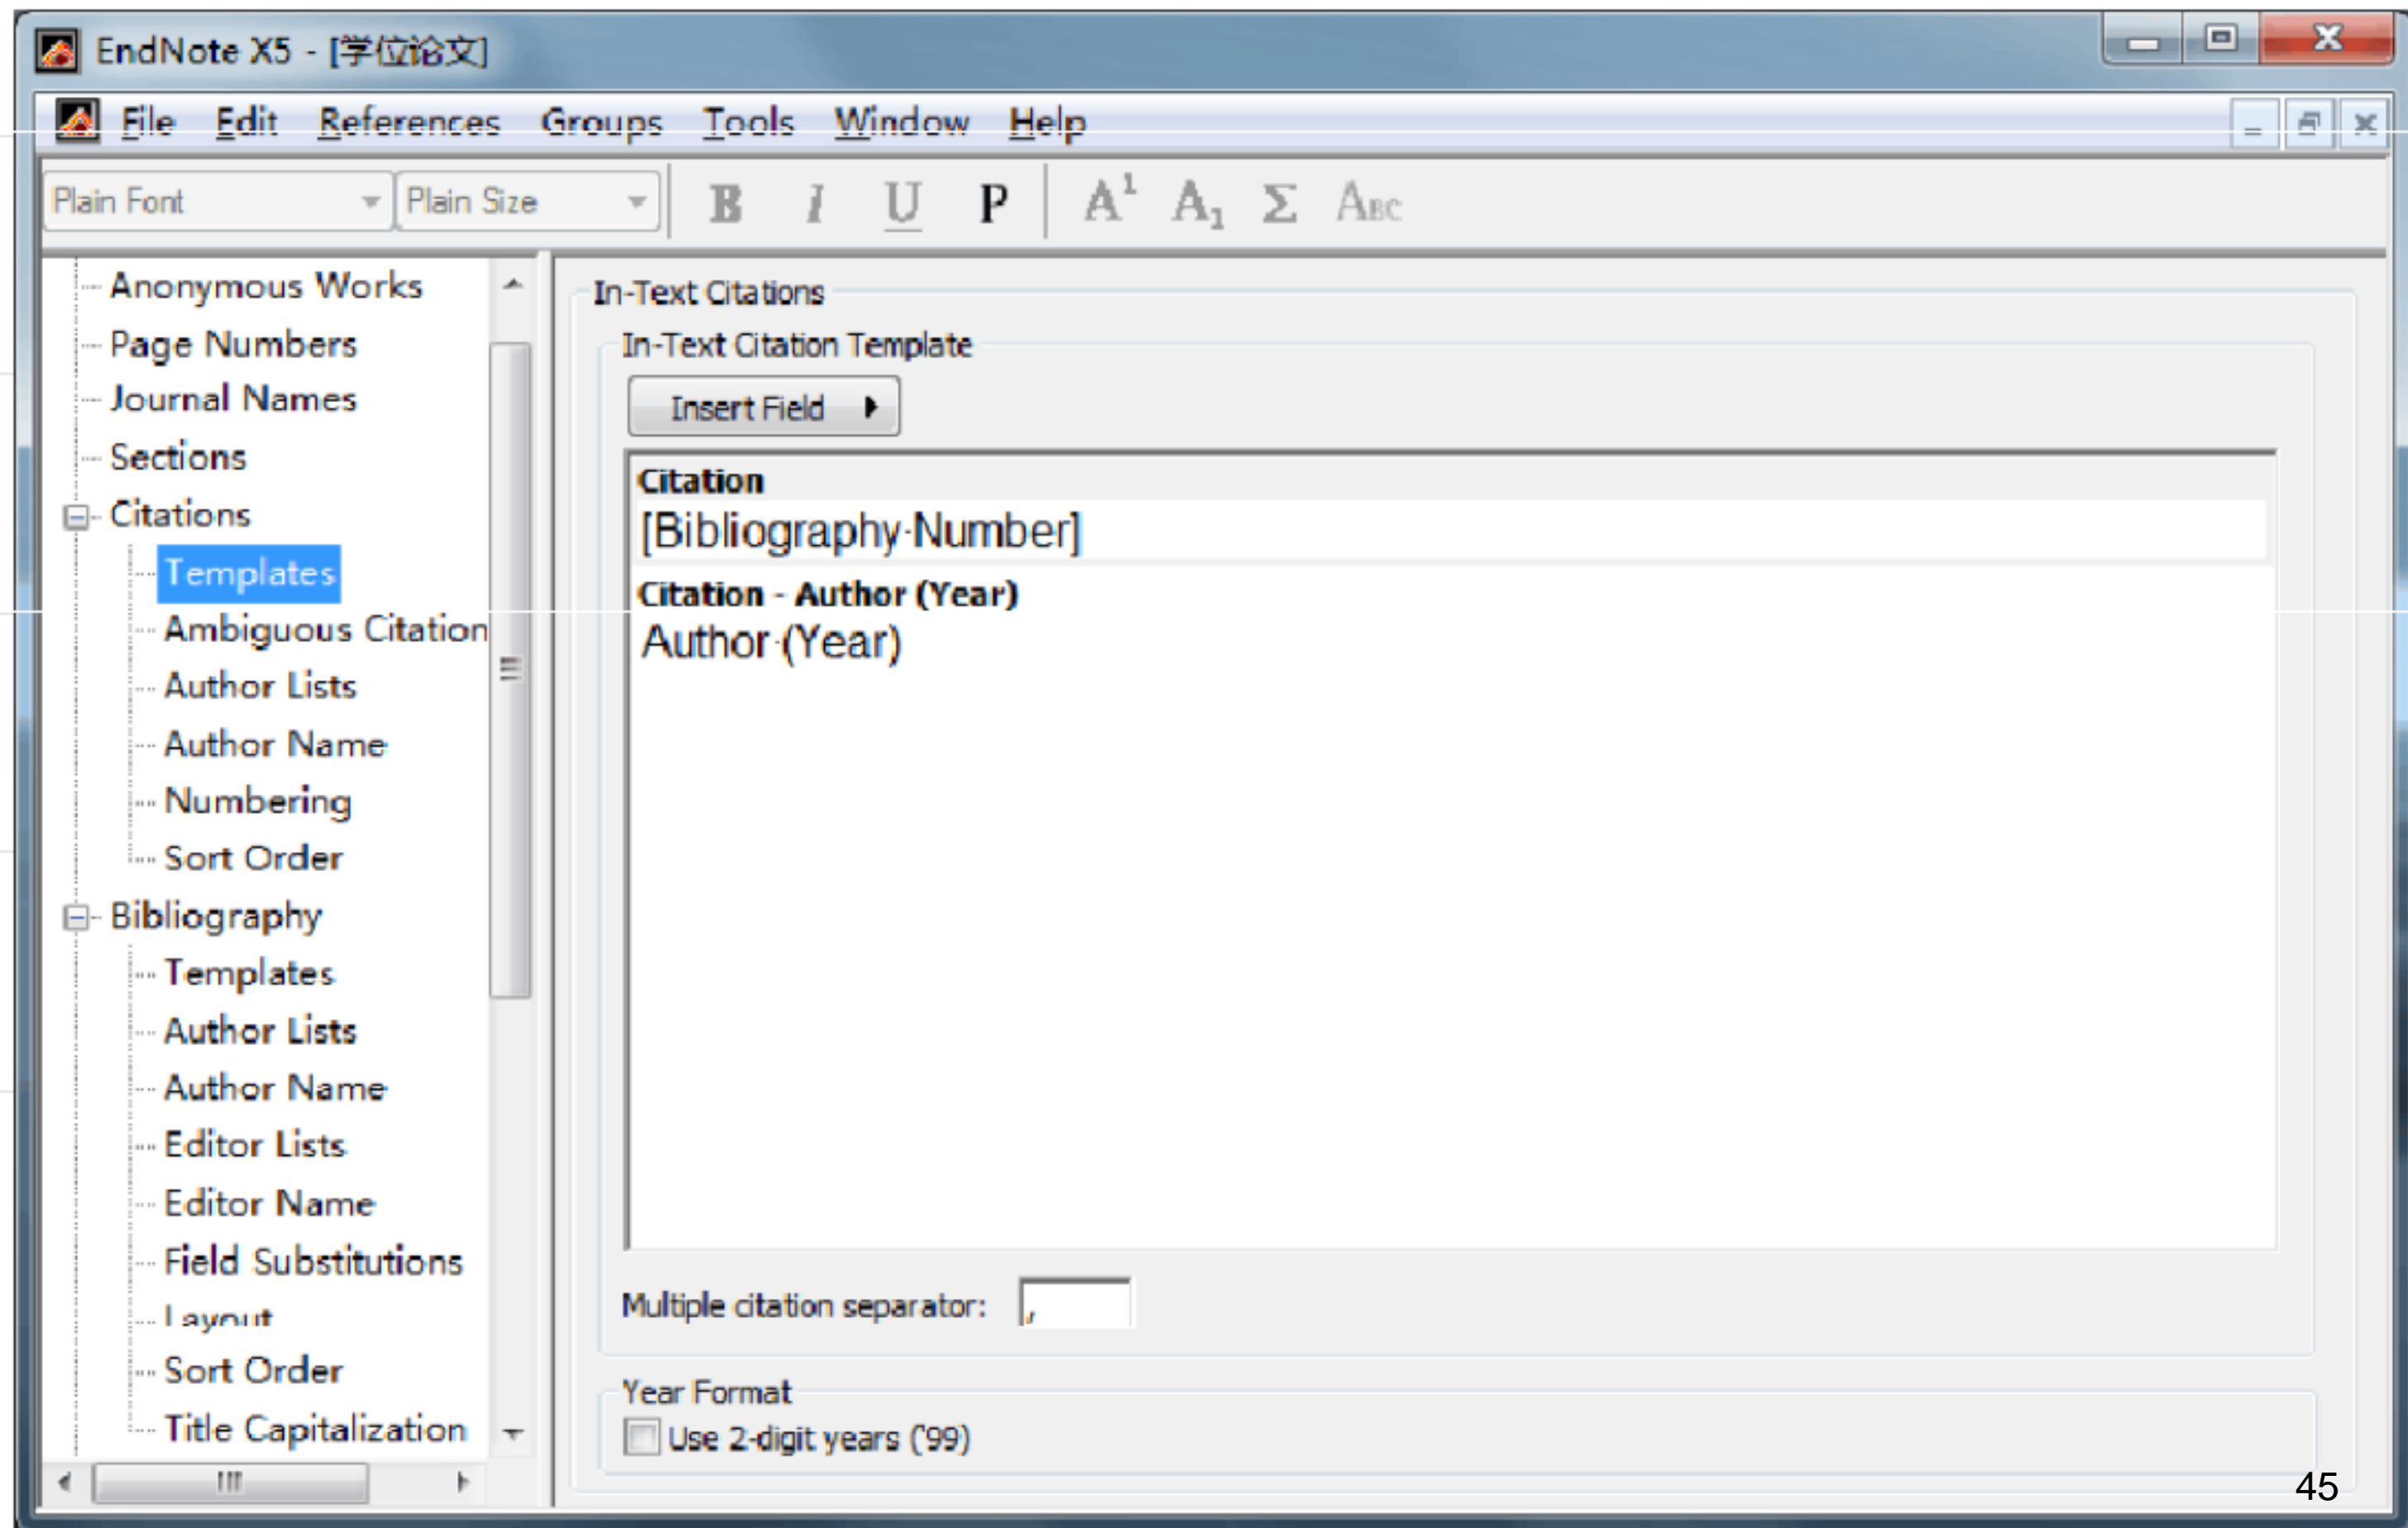 EndNote X5 - [学位论文]
File Edit References Groups Tools Window Help
Plain Font Plain Size B I U P A¹ A₁ Σ ABC
Anonymous Works
Page Numbers
Journal Names
Sections
Citations
Templates
Ambiguous Citation
Author Lists
Author Name
Numbering
Sort Order
Bibliography
Templates
Author Lists
Author Name
Editor Lists
Editor Name
Field Substitutions
Layout
Sort Order
Title Capitalization
In-Text Citations
In-Text Citation Template
Insert Field
Citation
[Bibliography·Number]
Citation - Author (Year)
Author·(Year)
Multiple citation separator: ,
Year Format
Use 2-digit years ('99)
45